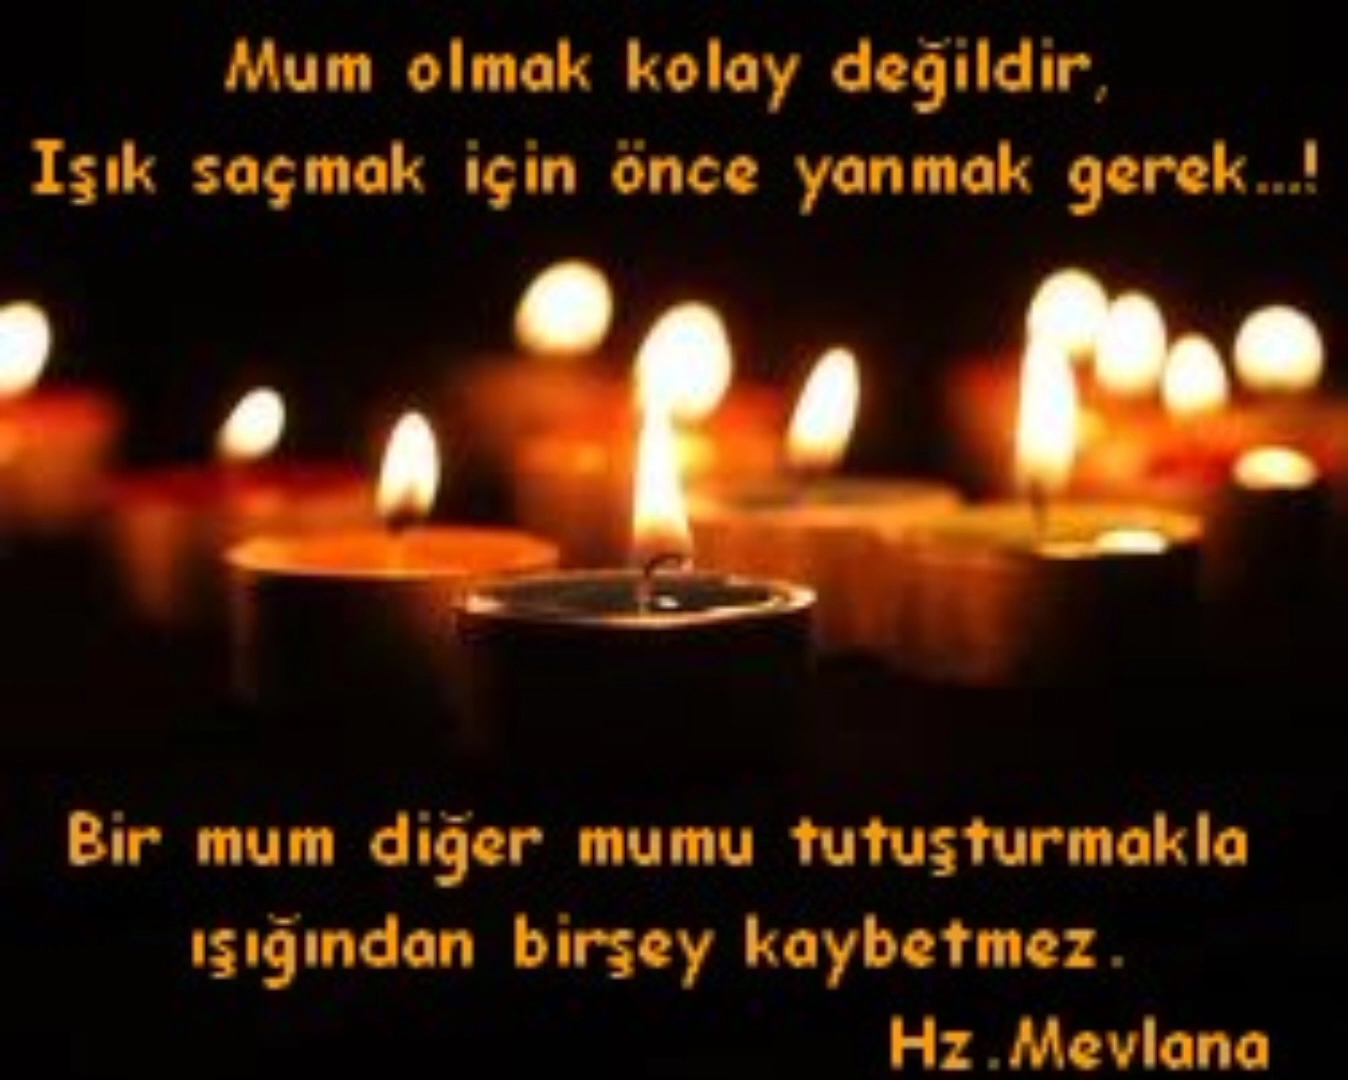 Mum olmak kolay değildir,
Işık saçmak için önce yanmak gerek...!
Bir mum diğer mumu tutuşturmakla
ışığından birşey kaybetmez.
Hz.Mevlana